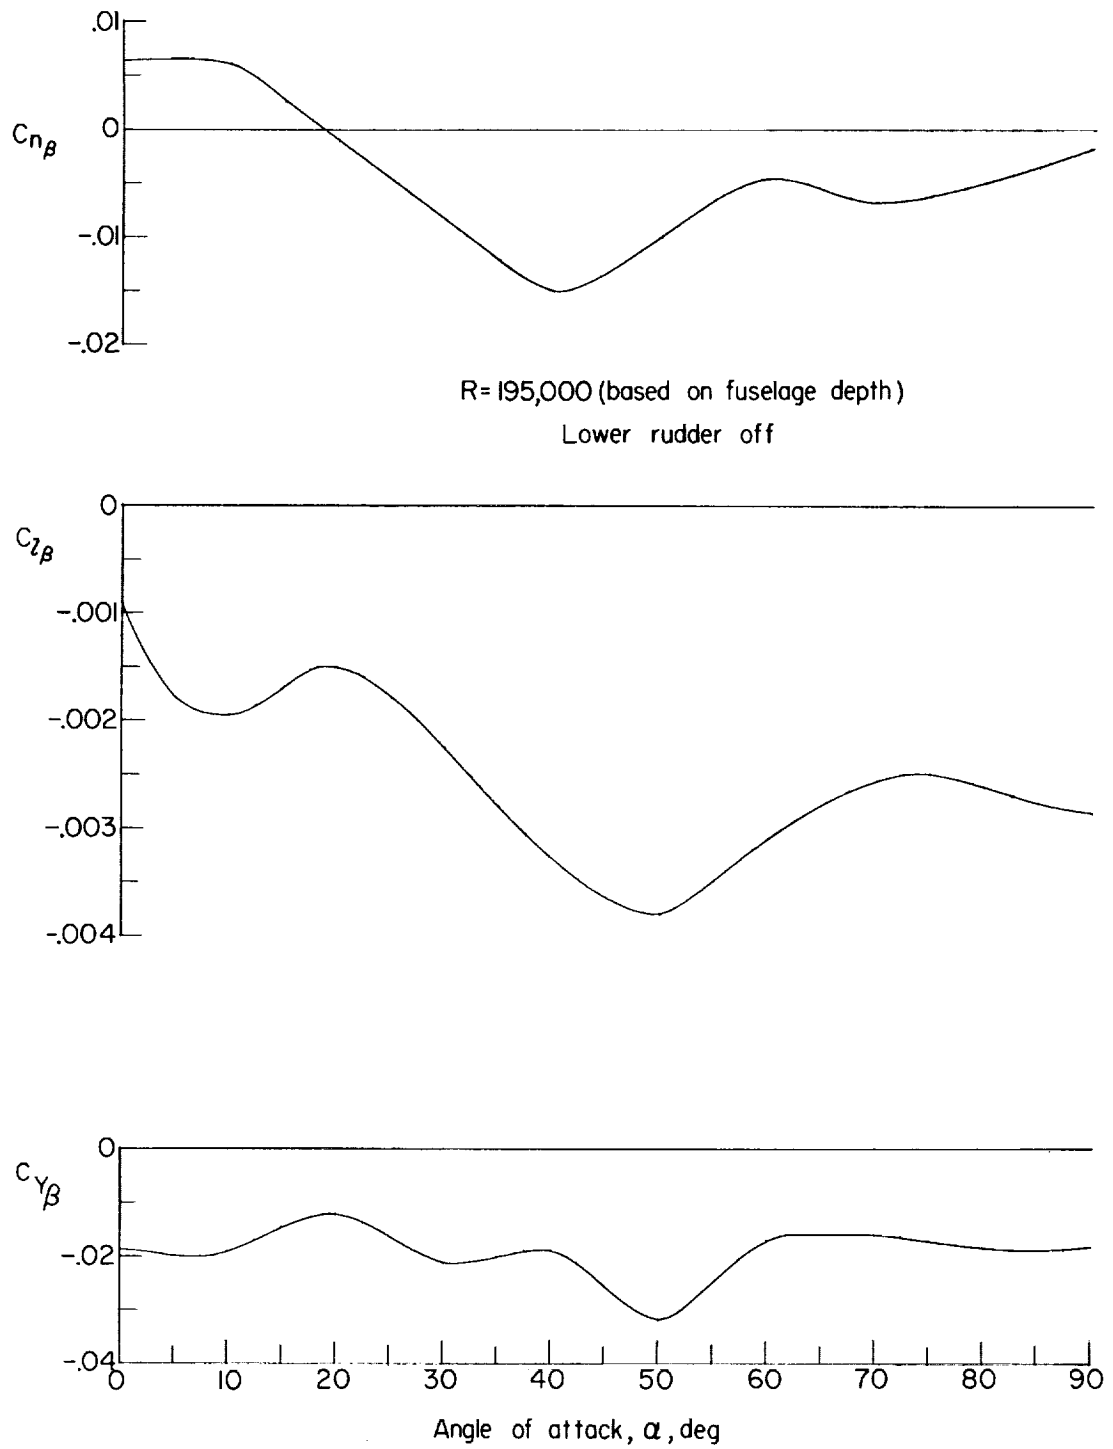 .01
0
Cnβ
-.01
-.02
R=195,000 (based on fuselage depth)
Lower rudder off
0
Clβ
-.001
-.002
-.003
-.004
0
CYβ
-.02
-.04
0 10 20 30 40 50 60 70 80 90
Angle of attack, α, deg